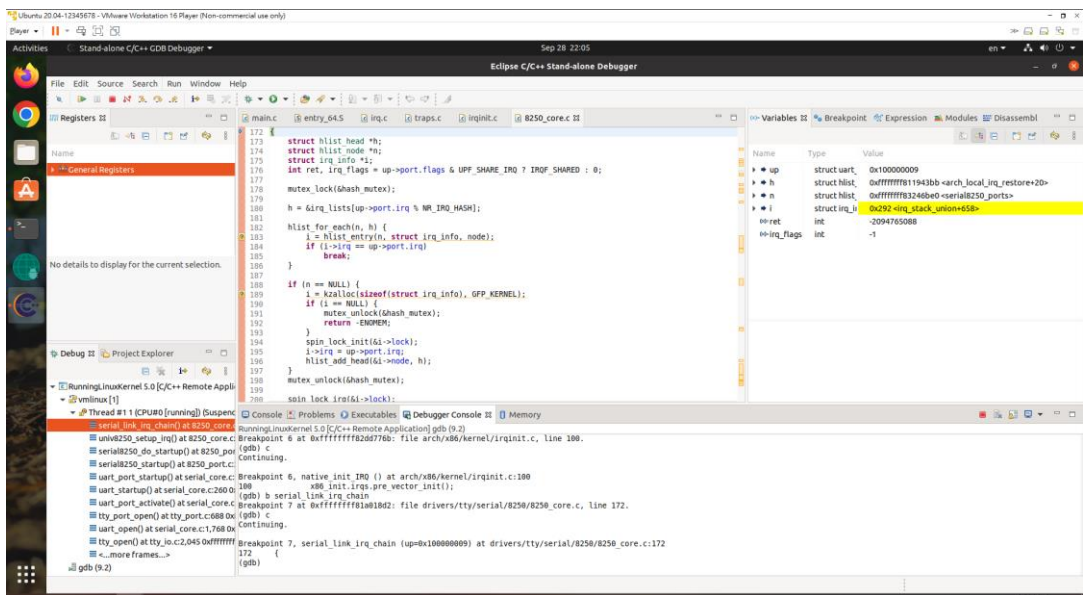 Ubuntu 20.04-12345678 - VMware Workstation 16 Player (Non-commercial use only)
Player
Activities
Stand-alone C/C++ GDB Debugger
Sep 28 22:05
en
Eclipse C/C++ Stand-alone Debugger
File Edit Source Search Run Window Help
Registers
Name
General Registers
No details to display for the current selection.
main.c entry_64.S irq.c traps.c irqinit.c 8250_core.c
172 {
173 struct hlist_head *h;
174 struct hlist_node *n;
175 struct irq_info *i;
176 int ret, irq_flags = up->port.flags & UPF_SHARE_IRQ ? IRQF_SHARED : 0;
177
178 mutex_lock(&hash_mutex);
179
180 h = &irq_lists[up->port.irq % NR_IRQ_HASH];
181
182 hlist_for_each(n, h) {
183 i = hlist_entry(n, struct irq_info, node);
184 if (i->irq == up->port.irq)
185 break;
186 }
187
188 if (n == NULL) {
189 i = kzalloc(sizeof(struct irq_info), GFP_KERNEL);
190 if (i == NULL) {
191 mutex_unlock(&hash_mutex);
192 return -ENOMEM;
193 }
194 spin_lock_init(&i->lock);
195 i->irq = up->port.irq;
196 hlist_add_head(&i->node, h);
197 }
198 mutex_unlock(&hash_mutex);
199
200 spin_lock_irq(&i->lock);
Variables Breakpoint Expression Modules Disassembl
Name Type Value
up struct uart_ 0x100000009
h struct hlist_ 0xffffffff811943bb <arch_local_irq_restore+20>
n struct hlist_ 0xffffffff83246be0 <serial8250_ports>
i struct irq_i 0x292 <irq_stack_union+658>
ret int -2094765088
irq_flags int -1
Debug Project Explorer
RunningLinuxKernel 5.0 [C/C++ Remote Appli
vmlinux [1]
Thread #1 1 (CPU#0 [running]) (Suspend
serial_link_irq_chain() at 8250_core.c
univ8250_setup_irq() at 8250_core.c:
serial8250_do_startup() at 8250_por
serial8250_startup() at 8250_port.c:
uart_port_startup() at serial_core.c:
uart_startup() at serial_core.c:260 0
uart_port_activate() at serial_core.c
tty_port_open() at tty_port.c:688 0x
uart_open() at serial_core.c:1,768 0x
tty_open() at tty_io.c:2,045 0xfffffff
<...more frames...>
gdb (9.2)
Console Problems Executables Debugger Console Memory
RunningLinuxKernel 5.0 [C/C++ Remote Application] gdb (9.2)
Breakpoint 6 at 0xffffffff82dd776b: file arch/x86/kernel/irqinit.c, line 100.
(gdb) c
Continuing.
Breakpoint 6, native_init_IRQ () at arch/x86/kernel/irqinit.c:100
100 x86_init.irqs.pre_vector_init();
(gdb) b serial_link_irq_chain
Breakpoint 7 at 0xffffffff81a018d2: file drivers/tty/serial/8250/8250_core.c, line 172.
(gdb) c
Continuing.
Breakpoint 7, serial_link_irq_chain (up=0x100000009) at drivers/tty/serial/8250/8250_core.c:172
172 {
(gdb)